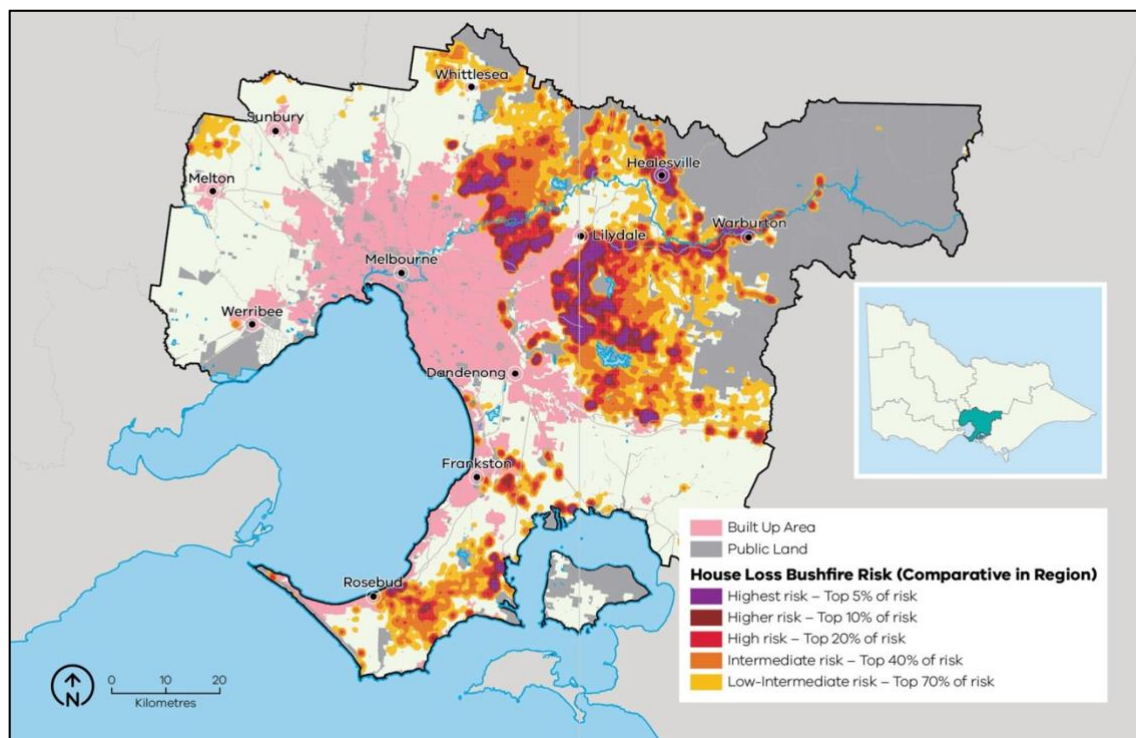 Whittlesea
Sunbury
Healesville
Melton
Warburton
Lilydale
Melbourne
Werribee
Dandenong
Frankston
Rosebud
Built Up Area
Public Land
House Loss Bushfire Risk (Comparative in Region)
Highest risk – Top 5% of risk
Higher risk – Top 10% of risk
High risk – Top 20% of risk
Intermediate risk – Top 40% of risk
Low-Intermediate risk – Top 70% of risk
N
0 10 20
Kilometres